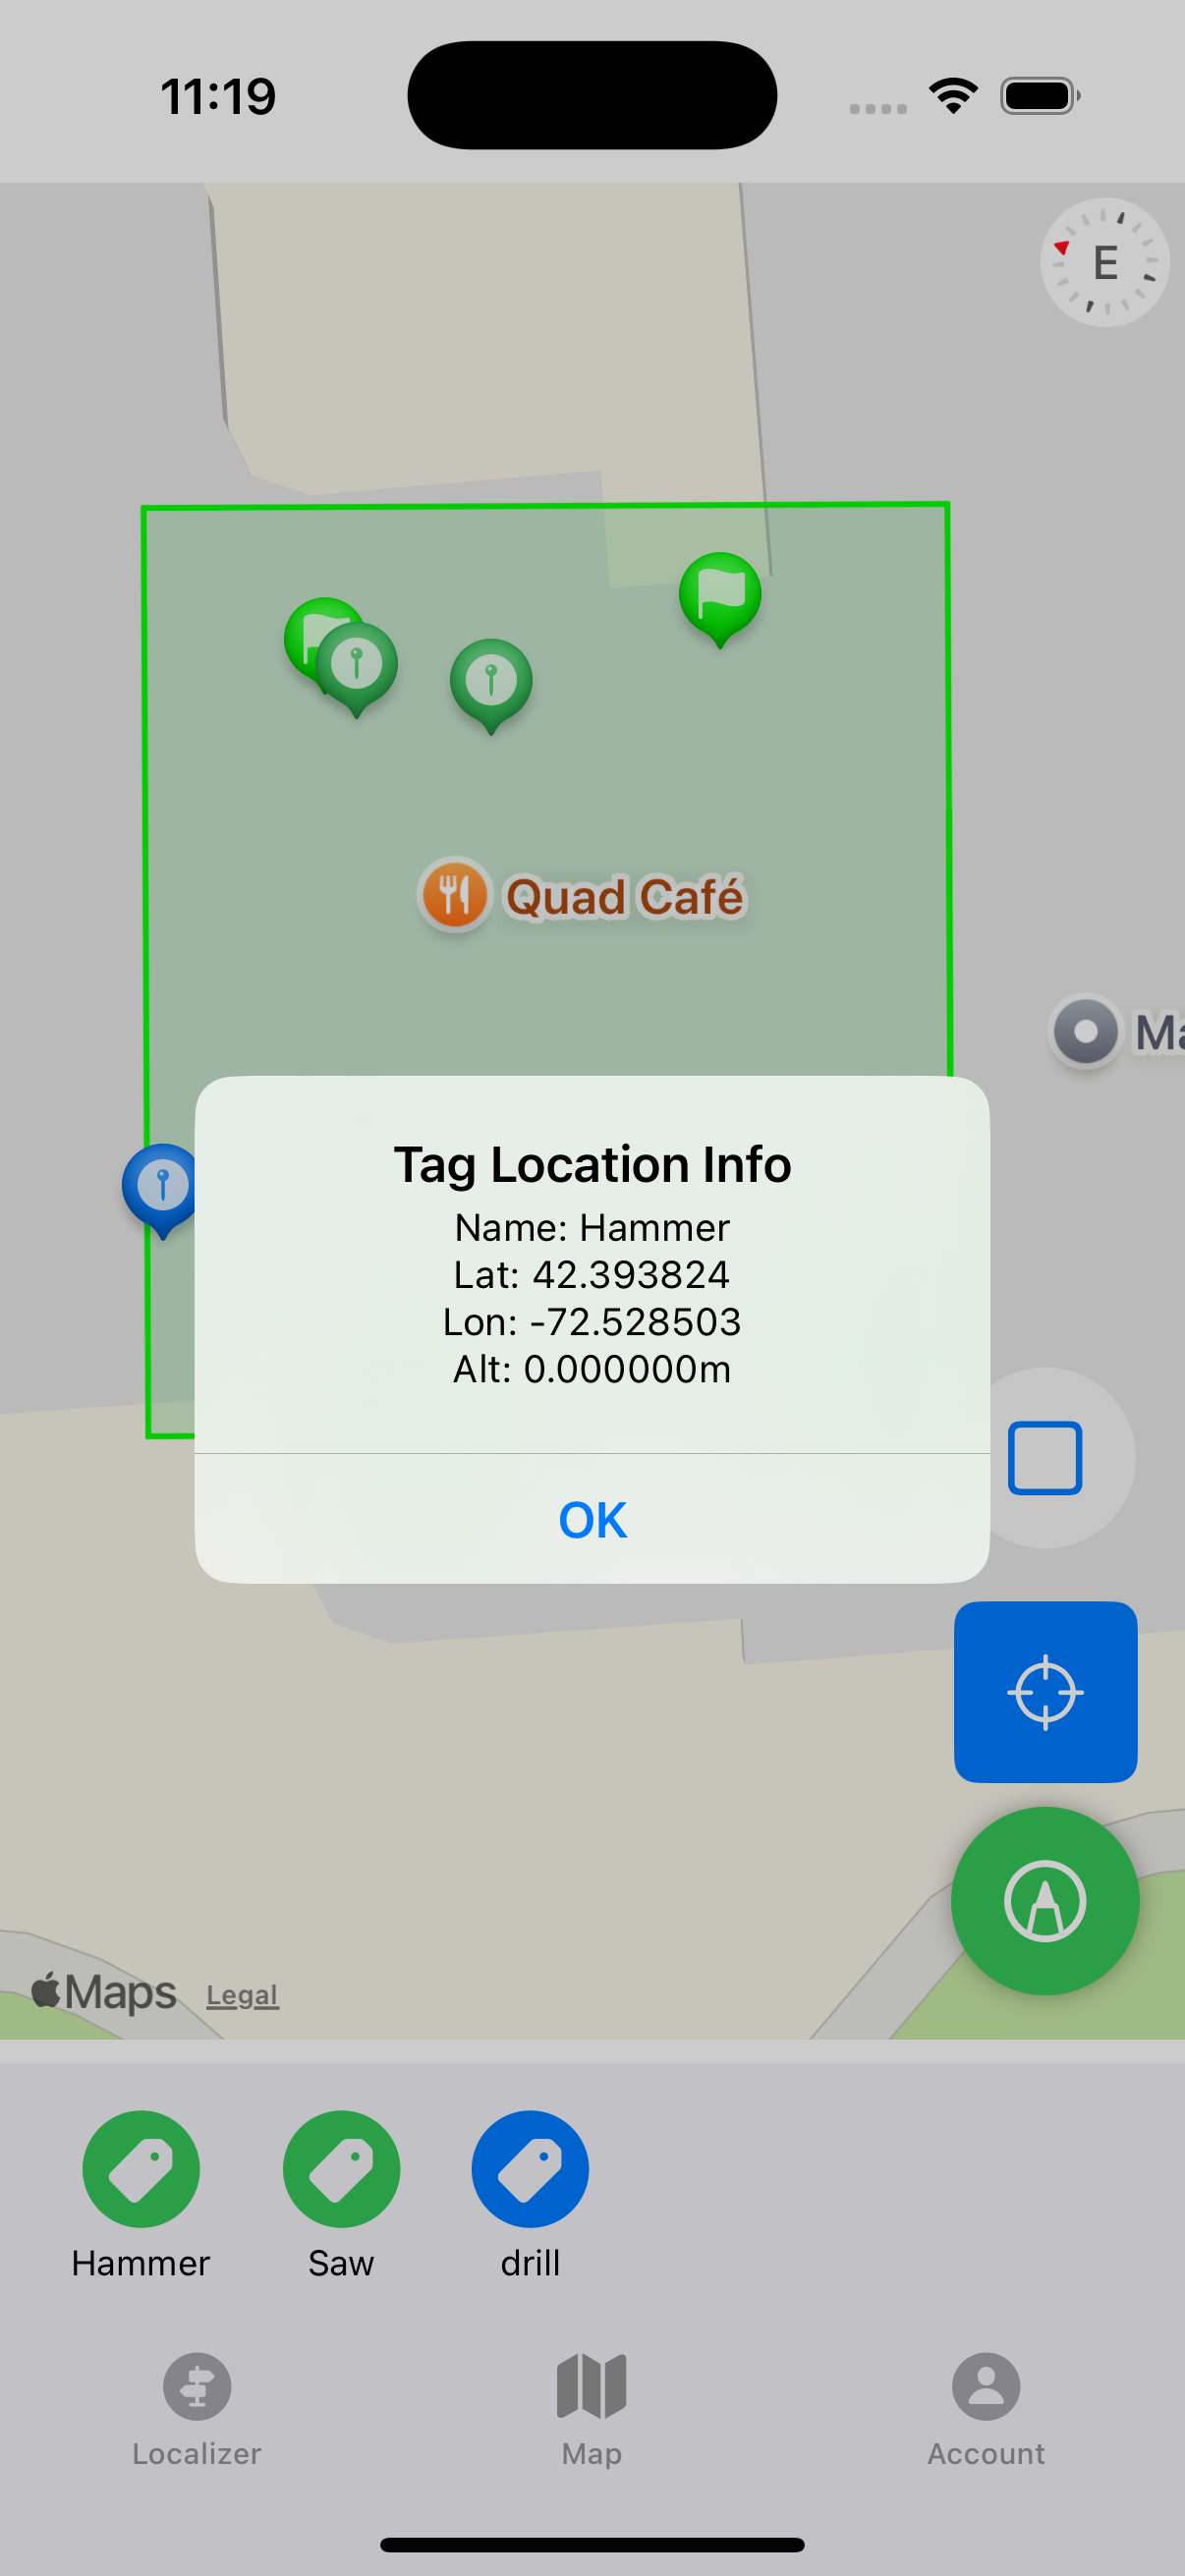 11:19
E
Quad Café
Ma
Tag Location Info
Name: Hammer
Lat: 42.393824
Lon: -72.528503
Alt: 0.000000m
OK
Maps Legal
Hammer Saw drill
Localizer Map Account